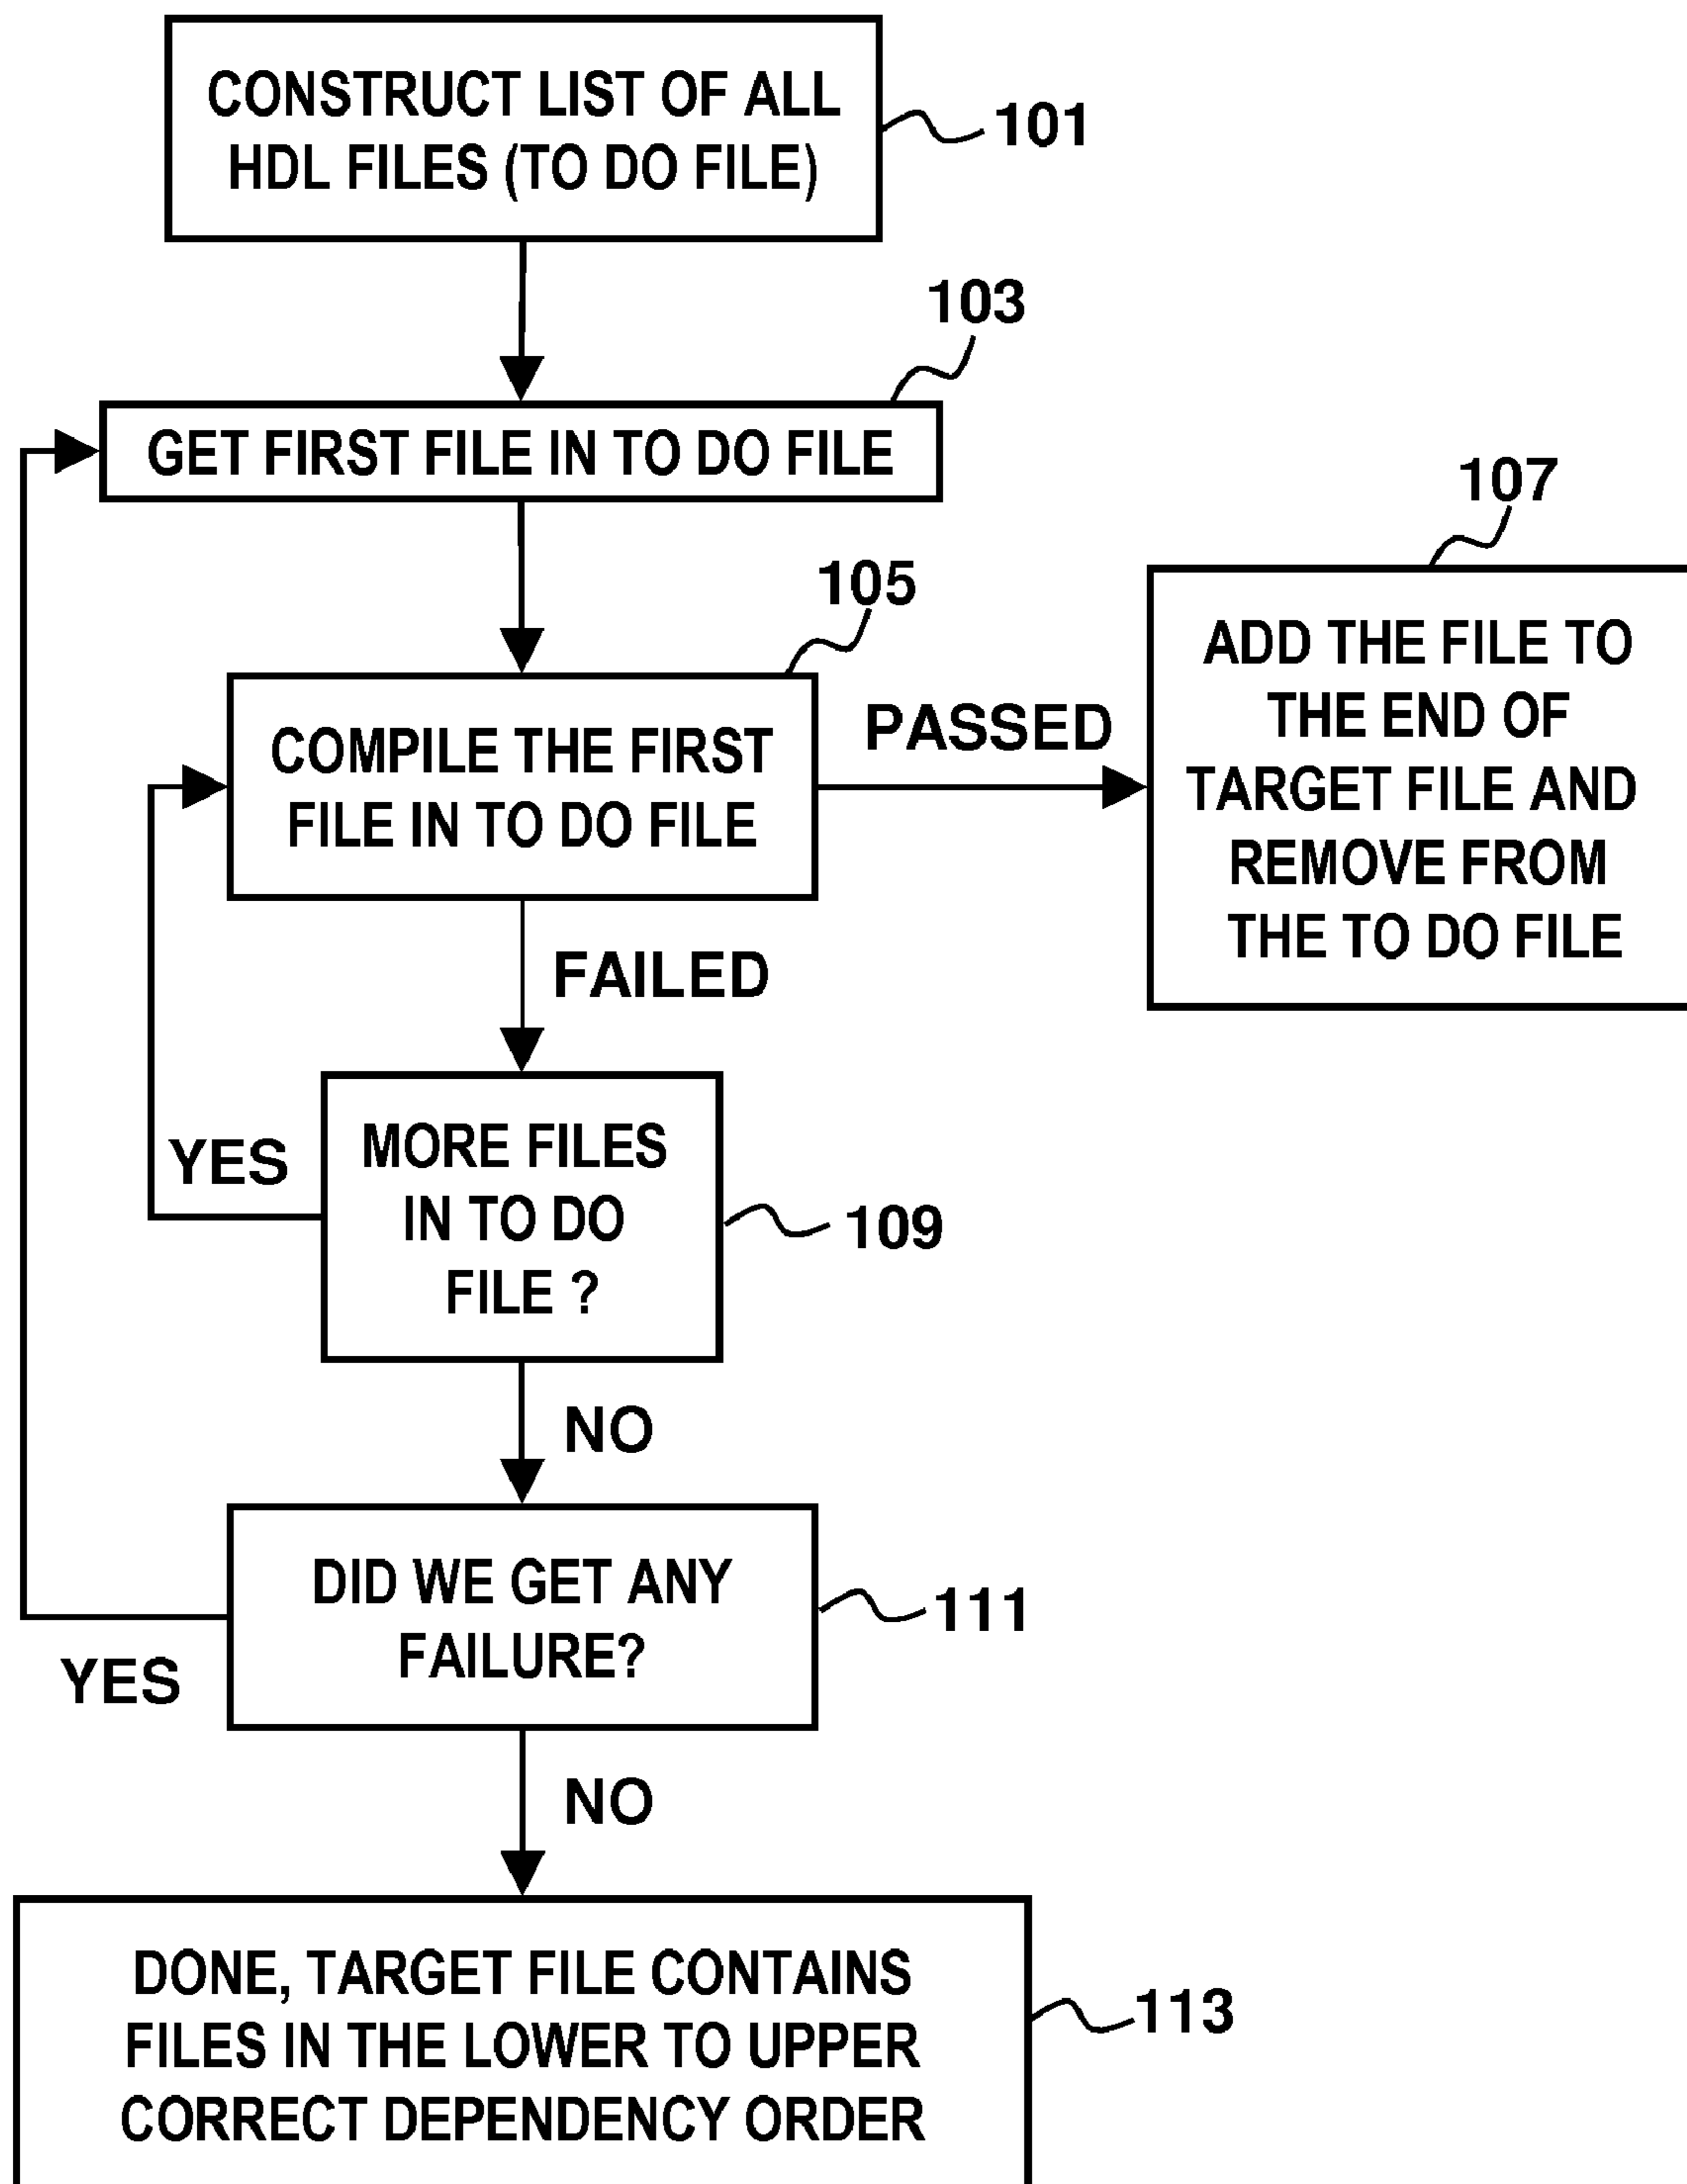 CONSTRUCT LIST OF ALL
HDL FILES (TO DO FILE)
101
103
GET FIRST FILE IN TO DO FILE
107
105
COMPILE THE FIRST
FILE IN TO DO FILE
PASSED
ADD THE FILE TO
THE END OF
TARGET FILE AND
REMOVE FROM
THE TO DO FILE
FAILED
MORE FILES
IN TO DO
FILE ?
YES
109
NO
DID WE GET ANY
FAILURE?
111
YES
NO
DONE, TARGET FILE CONTAINS
FILES IN THE LOWER TO UPPER
CORRECT DEPENDENCY ORDER
113